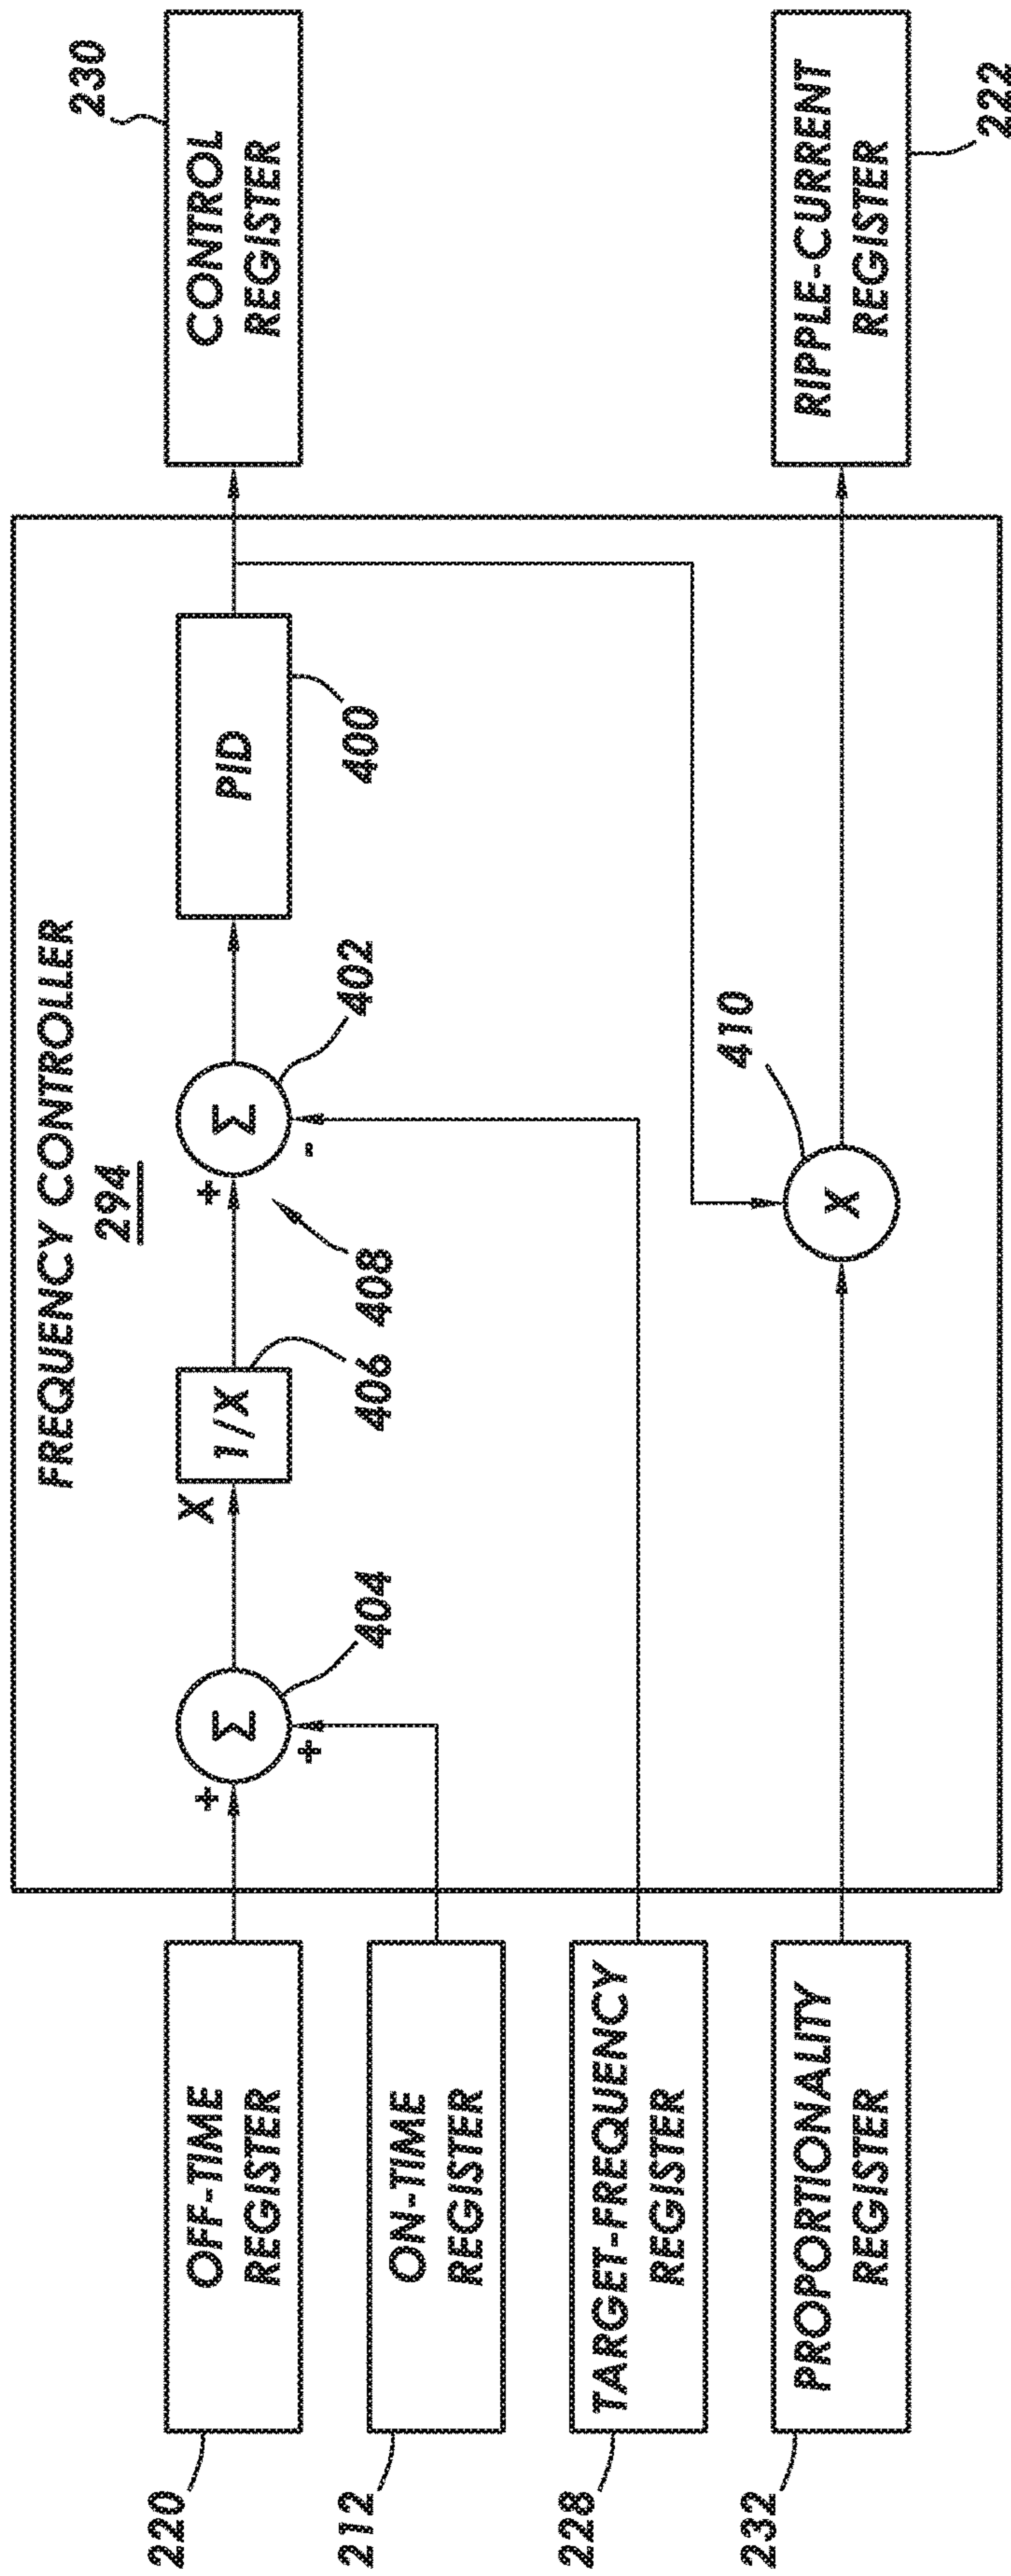 FREQUENCY CONTROLLER
294
220
OFF-TIME
REGISTER
+
Σ
+
404
X
1/X
406
408
+
Σ
-
402
PID
400
CONTROL
REGISTER
230
212
ON-TIME
REGISTER
228
TARGET-FREQUENCY
REGISTER
232
PROPORTIONALITY
REGISTER
X
410
RIPPLE-CURRENT
REGISTER
222